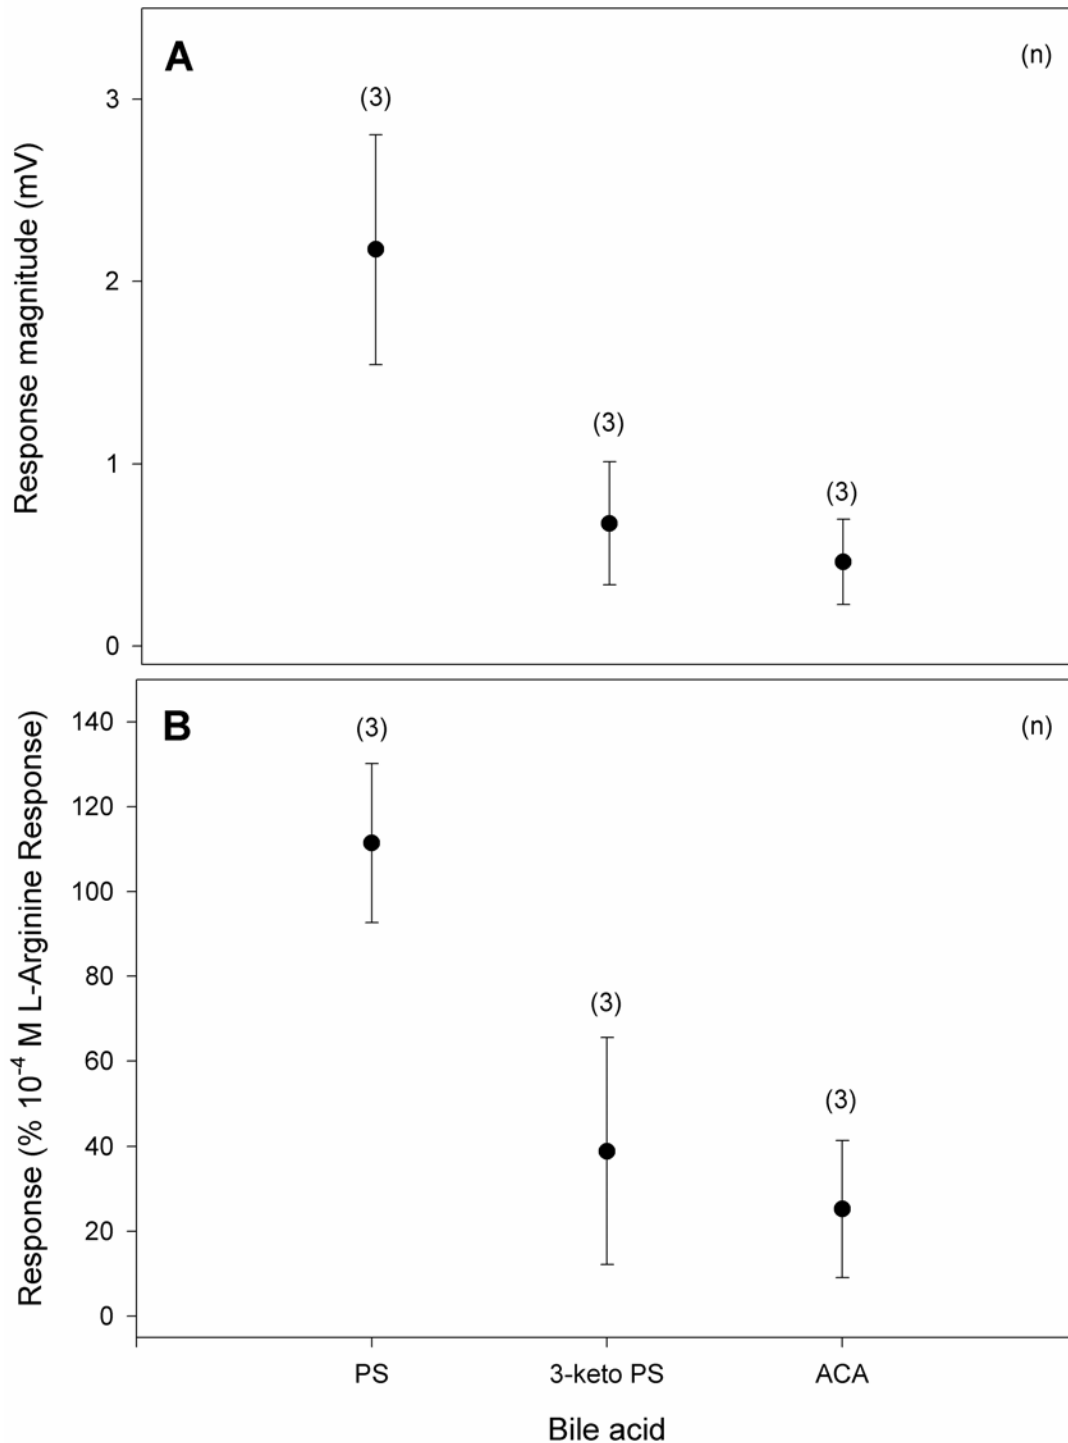 A
(n)
(3)
3
Response magnitude (mV)
2
(3)
1
(3)
0
B
(n)
(3)
140
120
Response (% 10⁻⁴ M L-Arginine Response)
100
80
(3)
60
(3)
40
20
0
PS 3-keto PS ACA
Bile acid